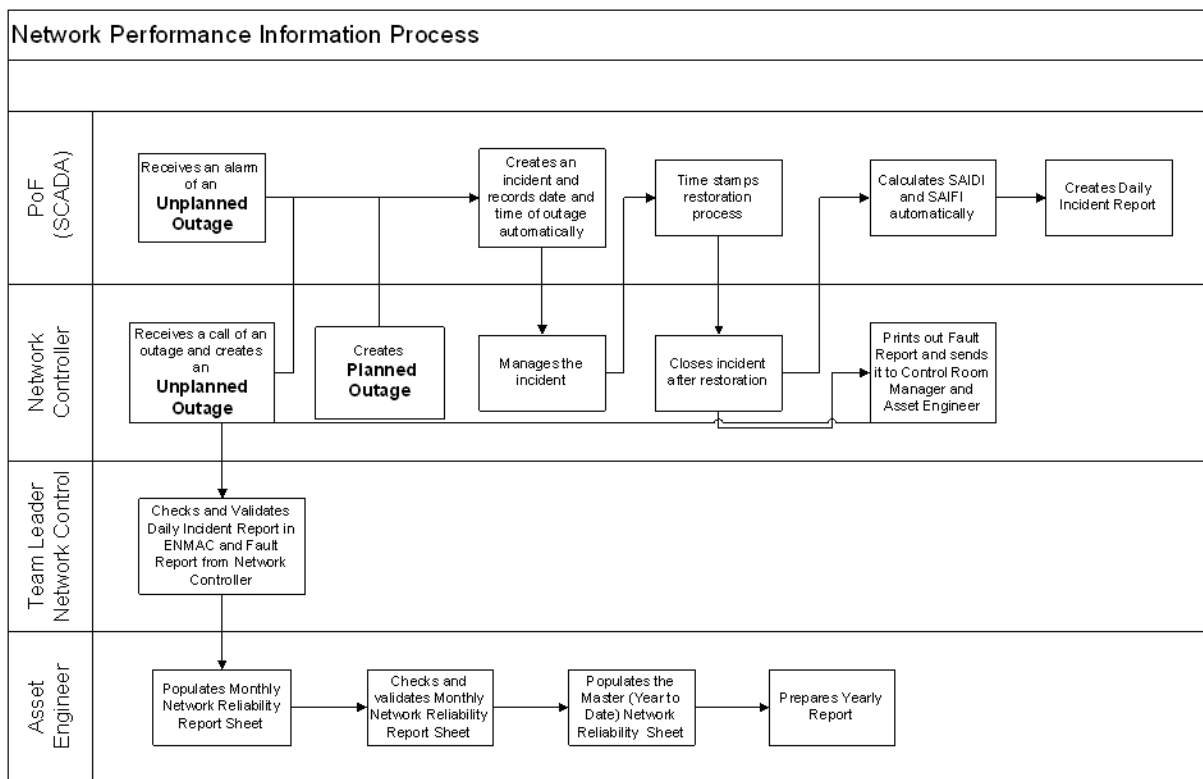 Network Performance Information Process
PoF
(SCADA)
Receives an alarm
of an
Unplanned
Outage
Creates an
incident and
records date and
time of outage
automatically
Time stamps
restoration
process
Calculates SAIDI
and SAIFI
automatically
Creates Daily
Incident Report
Network
Controller
Receives a call of an
outage and creates
an
Unplanned
Outage
Creates
Planned
Outage
Manages the
incident
Closes incident
after restoration
Prints out Fault
Report and sends
it to Control Room
Manager and
Asset Engineer
Team Leader
Network Control
Checks and Validates
Daily Incident Report in
ENMAC and Fault
Report from Network
Controller
Asset
Engineer
Populates Monthly
Network Reliability
Report Sheet
Checks and
validates Monthly
Network Reliability
Report Sheet
Populates the
Master (Year to
Date) Network
Reliability Sheet
Prepares Yearly
Report